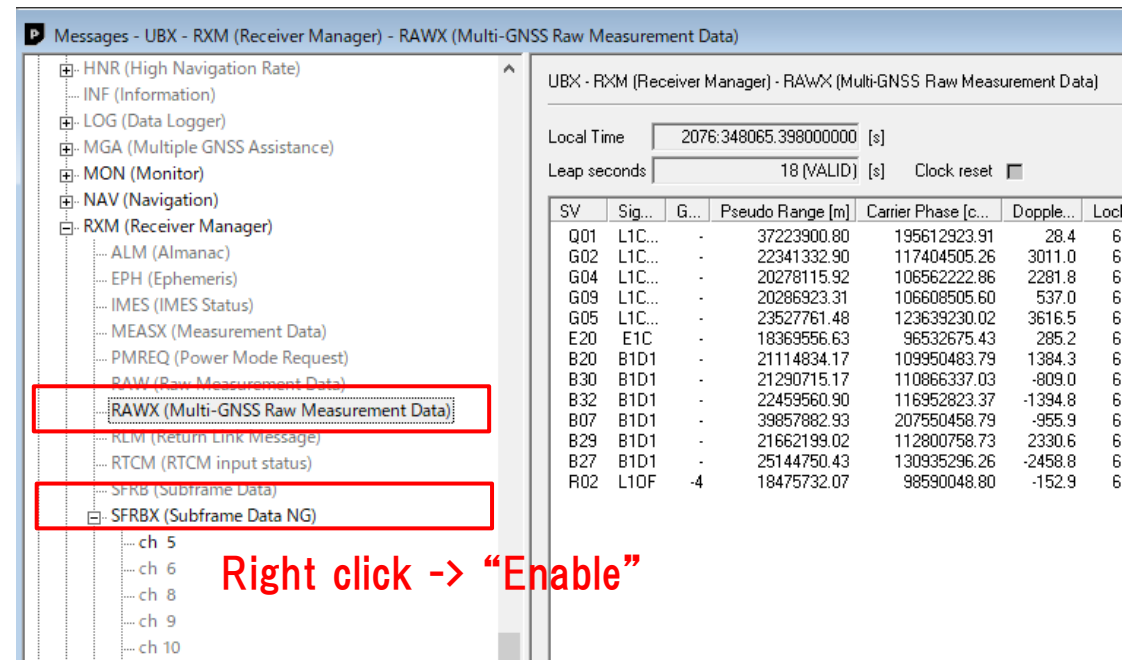 Messages - UBX - RXM (Receiver Manager) - RAWX (Multi-GNSS Raw Measurement Data)
HNR (High Navigation Rate)
INF (Information)
LOG (Data Logger)
MGA (Multiple GNSS Assistance)
MON (Monitor)
NAV (Navigation)
RXM (Receiver Manager)
ALM (Almanac)
EPH (Ephemeris)
IMES (IMES Status)
MEASX (Measurement Data)
PMREQ (Power Mode Request)
RAW (Raw Measurement Data)
RAWX (Multi-GNSS Raw Measurement Data)
RLM (Return Link Message)
RTCM (RTCM input status)
SFRB (Subframe Data)
SFRBX (Subframe Data NG)
ch 5
ch 6
ch 8
ch 9
ch 10
Right click -> “Enable”
UBX - RXM (Receiver Manager) - RAWX (Multi-GNSS Raw Measurement Data)
Local Time 2076:348065.398000000 [s]
Leap seconds 18 (VALID) [s] Clock reset
SV Sig... G... Pseudo Range [m] Carrier Phase [c... Dopple... Lock
Q01 L1C... - 37223900.80 195612923.91 28.4 6
G02 L1C... - 22341332.90 117404505.26 3011.0 6
G04 L1C... - 20278115.92 106562222.86 2281.8 6
G09 L1C... - 20286923.31 106608505.60 537.0 6
G05 L1C... - 23527761.48 123639230.02 3616.5 6
E20 E1C - 18369556.63 96532675.43 285.2 6
B20 B1D1 - 21114834.17 109950483.79 1384.3 6
B30 B1D1 - 21290715.17 110866337.03 -809.0 6
B32 B1D1 - 22459560.90 116952823.37 -1394.8 6
B07 B1D1 - 39857882.93 207550458.79 -955.9 6
B29 B1D1 - 21662199.02 112800758.73 2330.6 6
B27 B1D1 - 25144750.43 130935296.26 -2458.8 6
R02 L1OF -4 18475732.07 98590048.80 -152.9 6